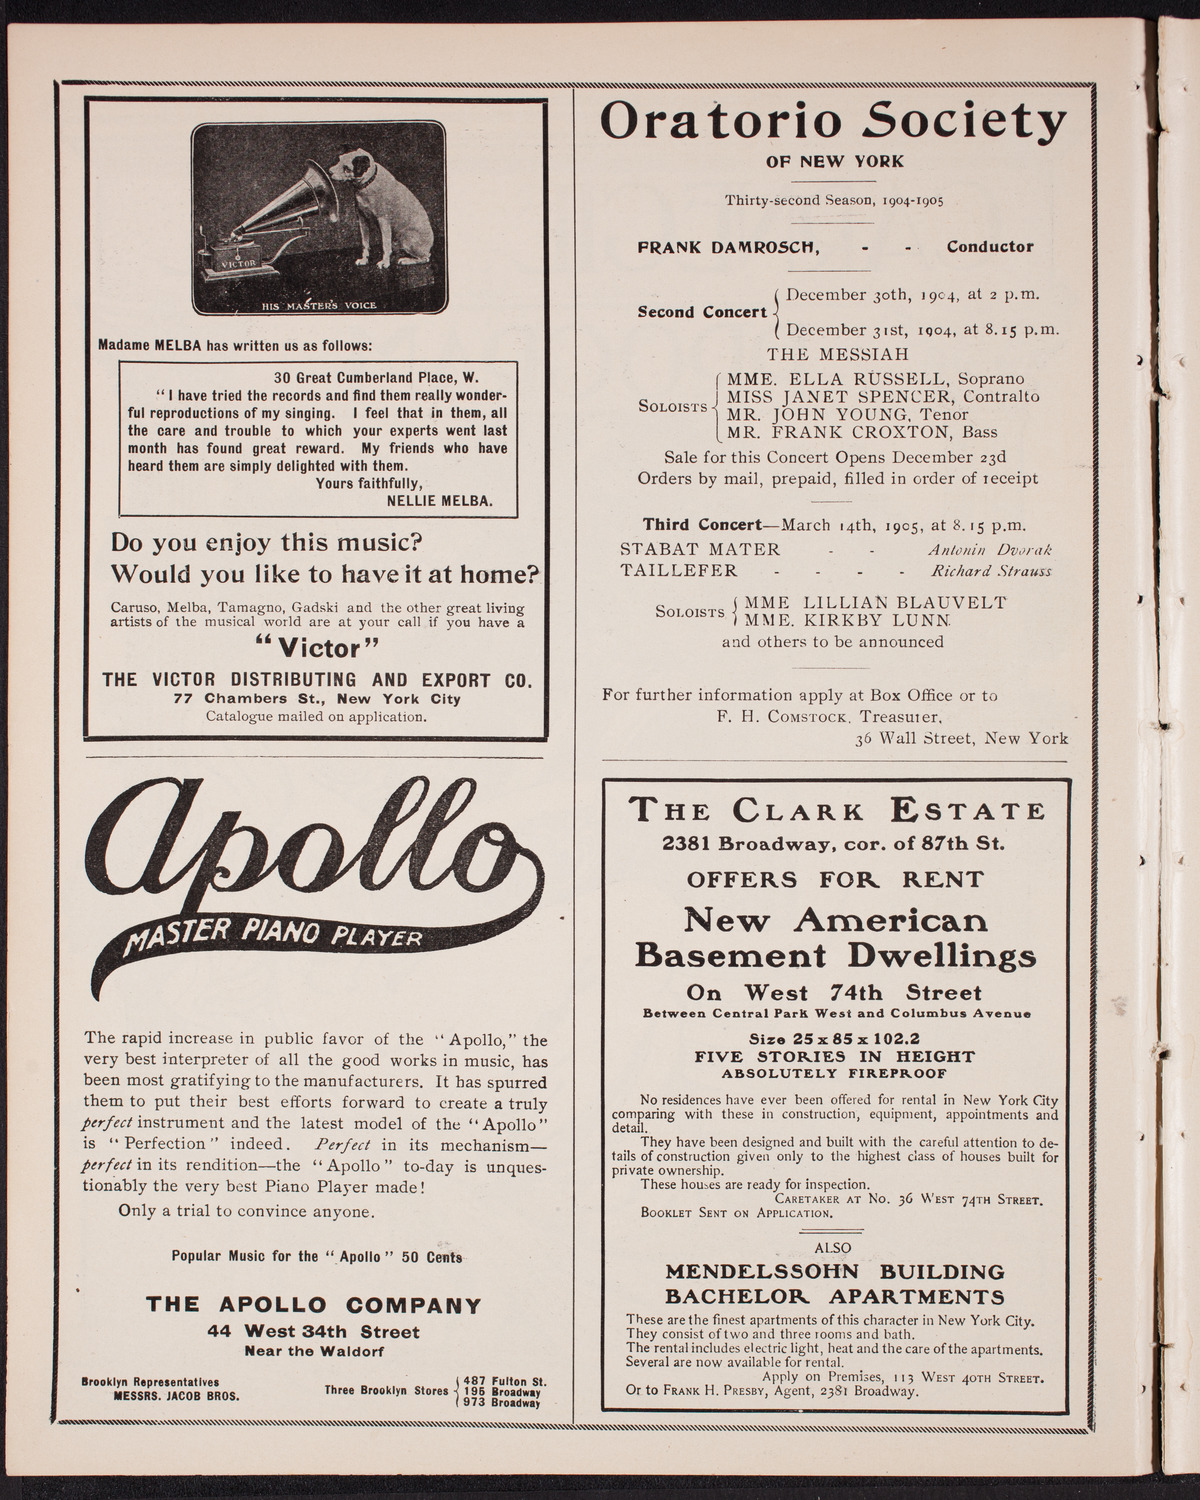 VICTOR
HIS MASTER'S VOICE
Madame MELBA has written us as follows:
30 Great Cumberland Place, W.
"I have tried the records and find them really wonder-
ful reproductions of my singing. I feel that in them, all
the care and trouble to which your experts went last
month has found great reward. My friends who have
heard them are simply delighted with them.
Yours faithfully,
NELLIE MELBA.
Do you enjoy this music?
Would you like to have it at home?
Caruso, Melba, Tamagno, Gadski and the other great living
artists of the musical world are at your call if you have a
"Victor"
THE VICTOR DISTRIBUTING AND EXPORT CO.
77 Chambers St., New York City
Catalogue mailed on application.
Apollo
MASTER PIANO PLAYER
The rapid increase in public favor of the "Apollo," the
very best interpreter of all the good works in music, has
been most gratifying to the manufacturers. It has spurred
them to put their best efforts forward to create a truly
perfect instrument and the latest model of the "Apollo"
is "Perfection" indeed. Perfect in its mechanism—
perfect in its rendition—the "Apollo" to-day is unques-
tionably the very best Piano Player made!
Only a trial to convince anyone.
Popular Music for the "Apollo" 50 Cents
THE APOLLO COMPANY
44 West 34th Street
Near the Waldorf
Brooklyn Representatives
MESSRS. JACOB BROS.
Three Brooklyn Stores
487 Fulton St.
195 Broadway
973 Broadway
Oratorio Society
OF NEW YORK
Thirty-second Season, 1904-1905
FRANK DAMROSCH, - - Conductor
Second Concert
December 30th, 1904, at 2 p.m.
December 31st, 1904, at 8.15 p.m.
THE MESSIAH
SOLOISTS
MME. ELLA RUSSELL, Soprano
MISS JANET SPENCER, Contralto
MR. JOHN YOUNG, Tenor
MR. FRANK CROXTON, Bass
Sale for this Concert Opens December 23d
Orders by mail, prepaid, filled in order of receipt
Third Concert—March 14th, 1905, at 8.15 p.m.
STABAT MATER - - Antonin Dvorak
TAILLEFER - - - - Richard Strauss
SOLOISTS
MME LILLIAN BLAUVELT
MME. KIRKBY LUNN
and others to be announced
For further information apply at Box Office or to
F. H. COMSTOCK, Treasurer,
36 Wall Street, New York
THE CLARK ESTATE
2381 Broadway, cor. of 87th St.
OFFERS FOR RENT
New American
Basement Dwellings
On West 74th Street
Between Central Park West and Columbus Avenue
Size 25 x 85 x 102.2
FIVE STORIES IN HEIGHT
ABSOLUTELY FIREPROOF
No residences have ever been offered for rental in New York City
comparing with these in construction, equipment, appointments and
detail.
They have been designed and built with the careful attention to de-
tails of construction given only to the highest class of houses built for
private ownership.
These houses are ready for inspection.
CARETAKER AT NO. 36 WEST 74TH STREET.
BOOKLET SENT ON APPLICATION.
ALSO
MENDELSSOHN BUILDING
BACHELOR APARTMENTS
These are the finest apartments of this character in New York City.
They consist of two and three rooms and bath.
The rental includes electric light, heat and the care of the apartments.
Several are now available for rental.
Apply on Premises, 113 WEST 40TH STREET.
Or to FRANK H. PRESBY, Agent, 2381 Broadway.